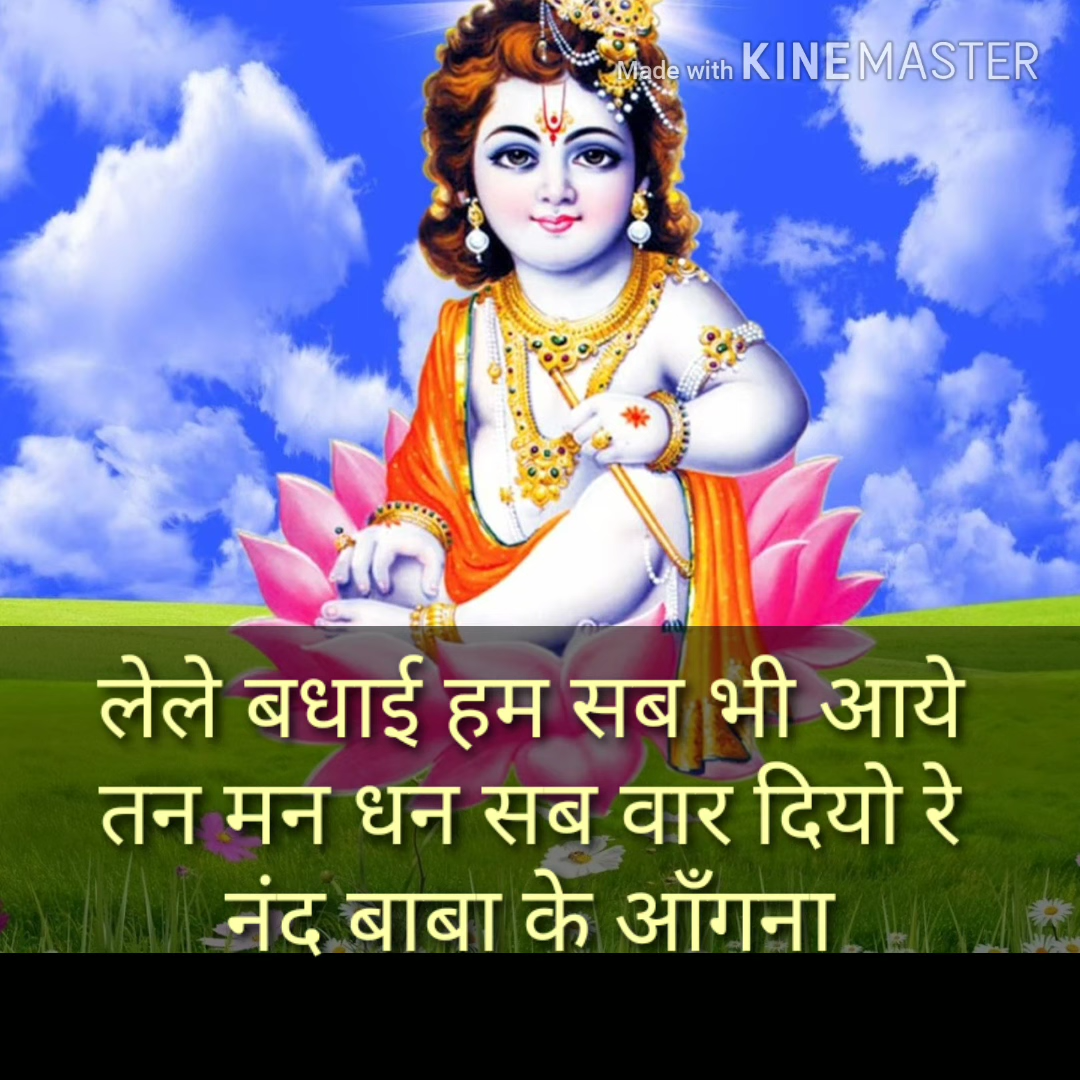 Made with KINEMASTER
लेले बधाई हम सब भी आये
तन मन धन सब वार दियो रे
नंद बाबा के आँगना